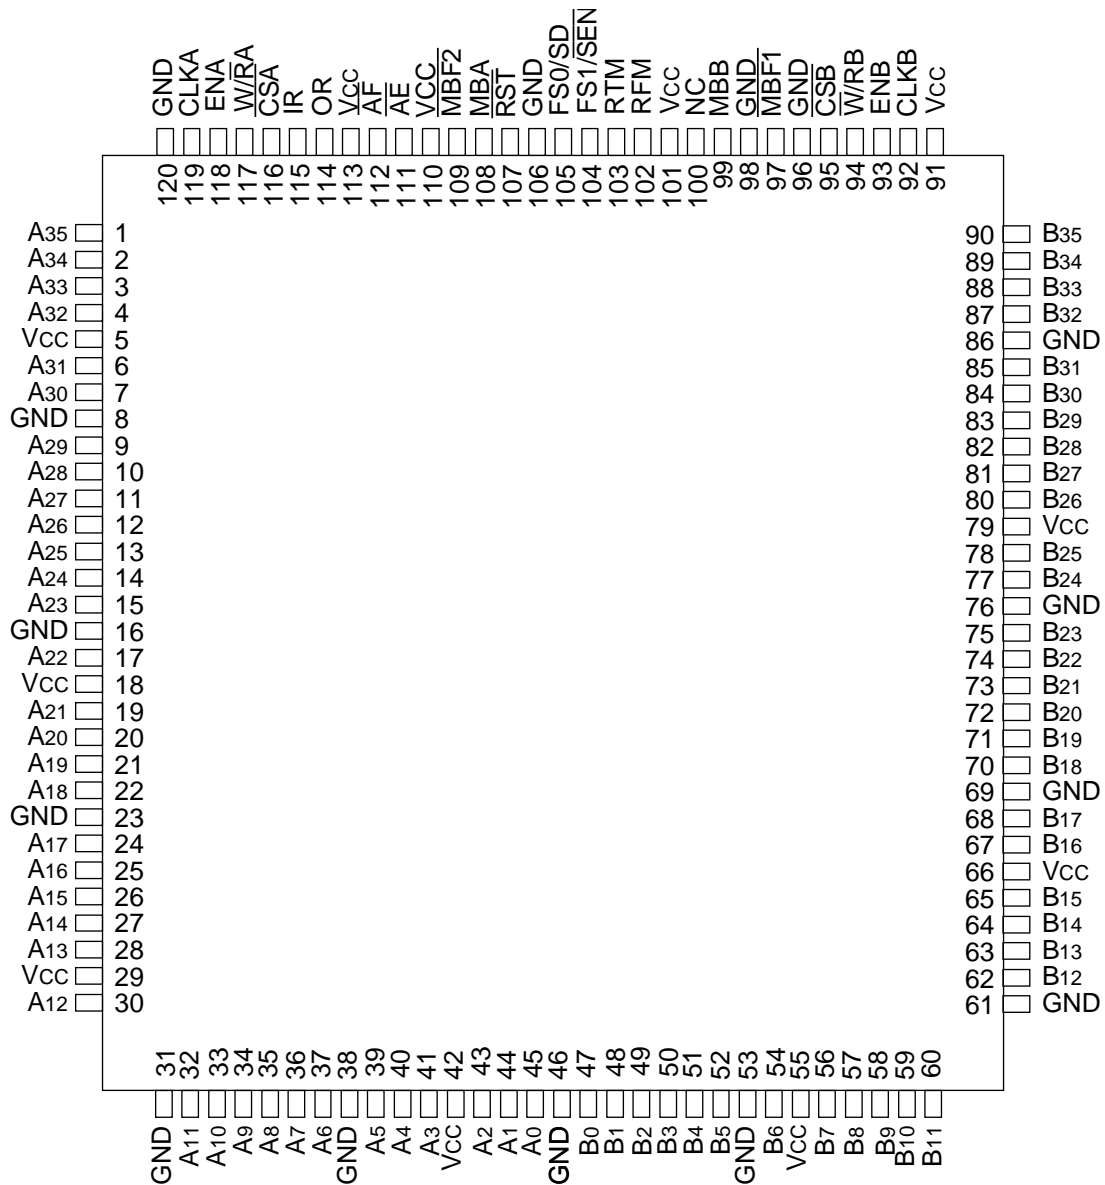 GND
CLKA
ENA
W/RA
CSA
IR
OR
VCC
AF
AE
VCC
MBF2
MBA
RST
GND
FS0/SD
FS1/SEN
RTM
RFM
VCC
NC
MBB
GND
MBF1
GND
CSB
W/RB
ENB
CLKB
VCC
120
119
118
117
116
115
114
113
112
111
110
109
108
107
106
105
104
103
102
101
100
99
98
97
96
95
94
93
92
91
A35 1
A34 2
A33 3
A32 4
VCC 5
A31 6
A30 7
GND 8
A29 9
A28 10
A27 11
A26 12
A25 13
A24 14
A23 15
GND 16
A22 17
VCC 18
A21 19
A20 20
A19 21
A18 22
GND 23
A17 24
A16 25
A15 26
A14 27
A13 28
VCC 29
A12 30
90 B35
89 B34
88 B33
87 B32
86 GND
85 B31
84 B30
83 B29
82 B28
81 B27
80 B26
79 VCC
78 B25
77 B24
76 GND
75 B23
74 B22
73 B21
72 B20
71 B19
70 B18
69 GND
68 B17
67 B16
66 VCC
65 B15
64 B14
63 B13
62 B12
61 GND
31
32
33
34
35
36
37
38
39
40
41
42
43
44
45
46
47
48
49
50
51
52
53
54
55
56
57
58
59
60
GND
A11
A10
A9
A8
A7
A6
GND
A5
A4
A3
VCC
A2
A1
A0
GND
B0
B1
B2
B3
B4
B5
GND
B6
VCC
B7
B8
B9
B10
B11